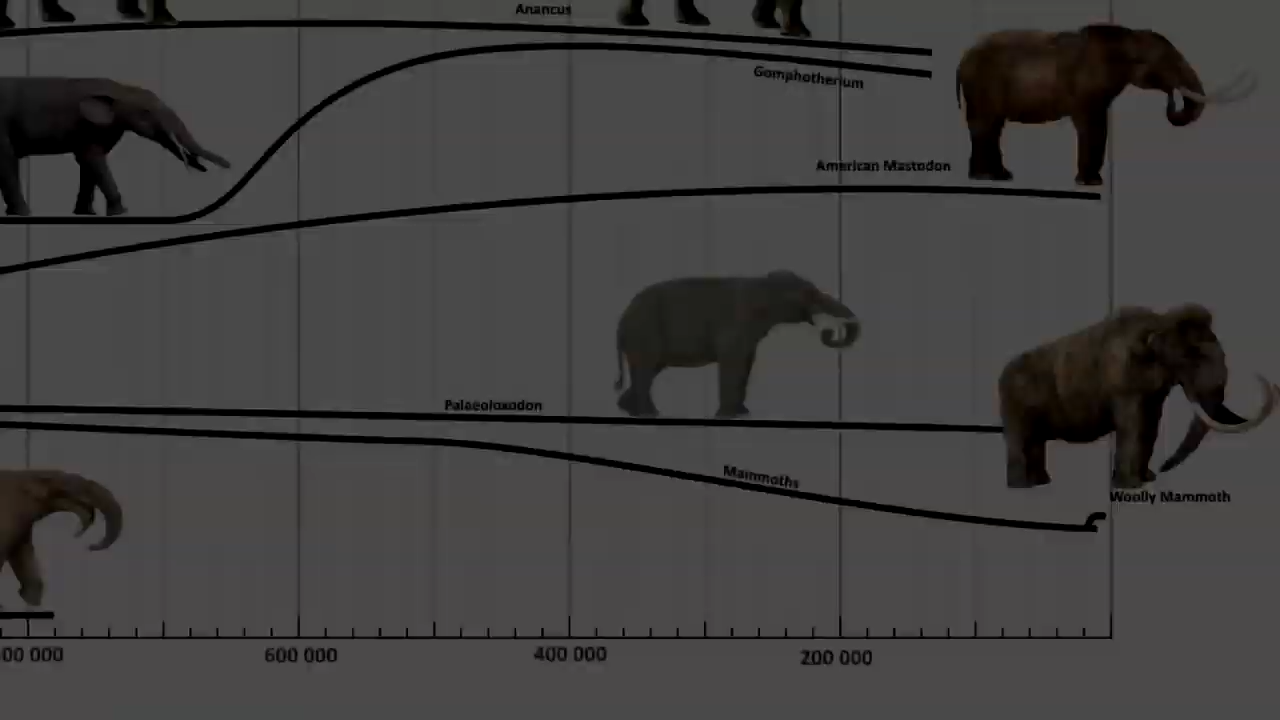 Anancus
Gomphotherium
American Mastodon
Palaeoloxodon
Mammoths
Woolly Mammoth
00 000
600 000
400 000
200 000